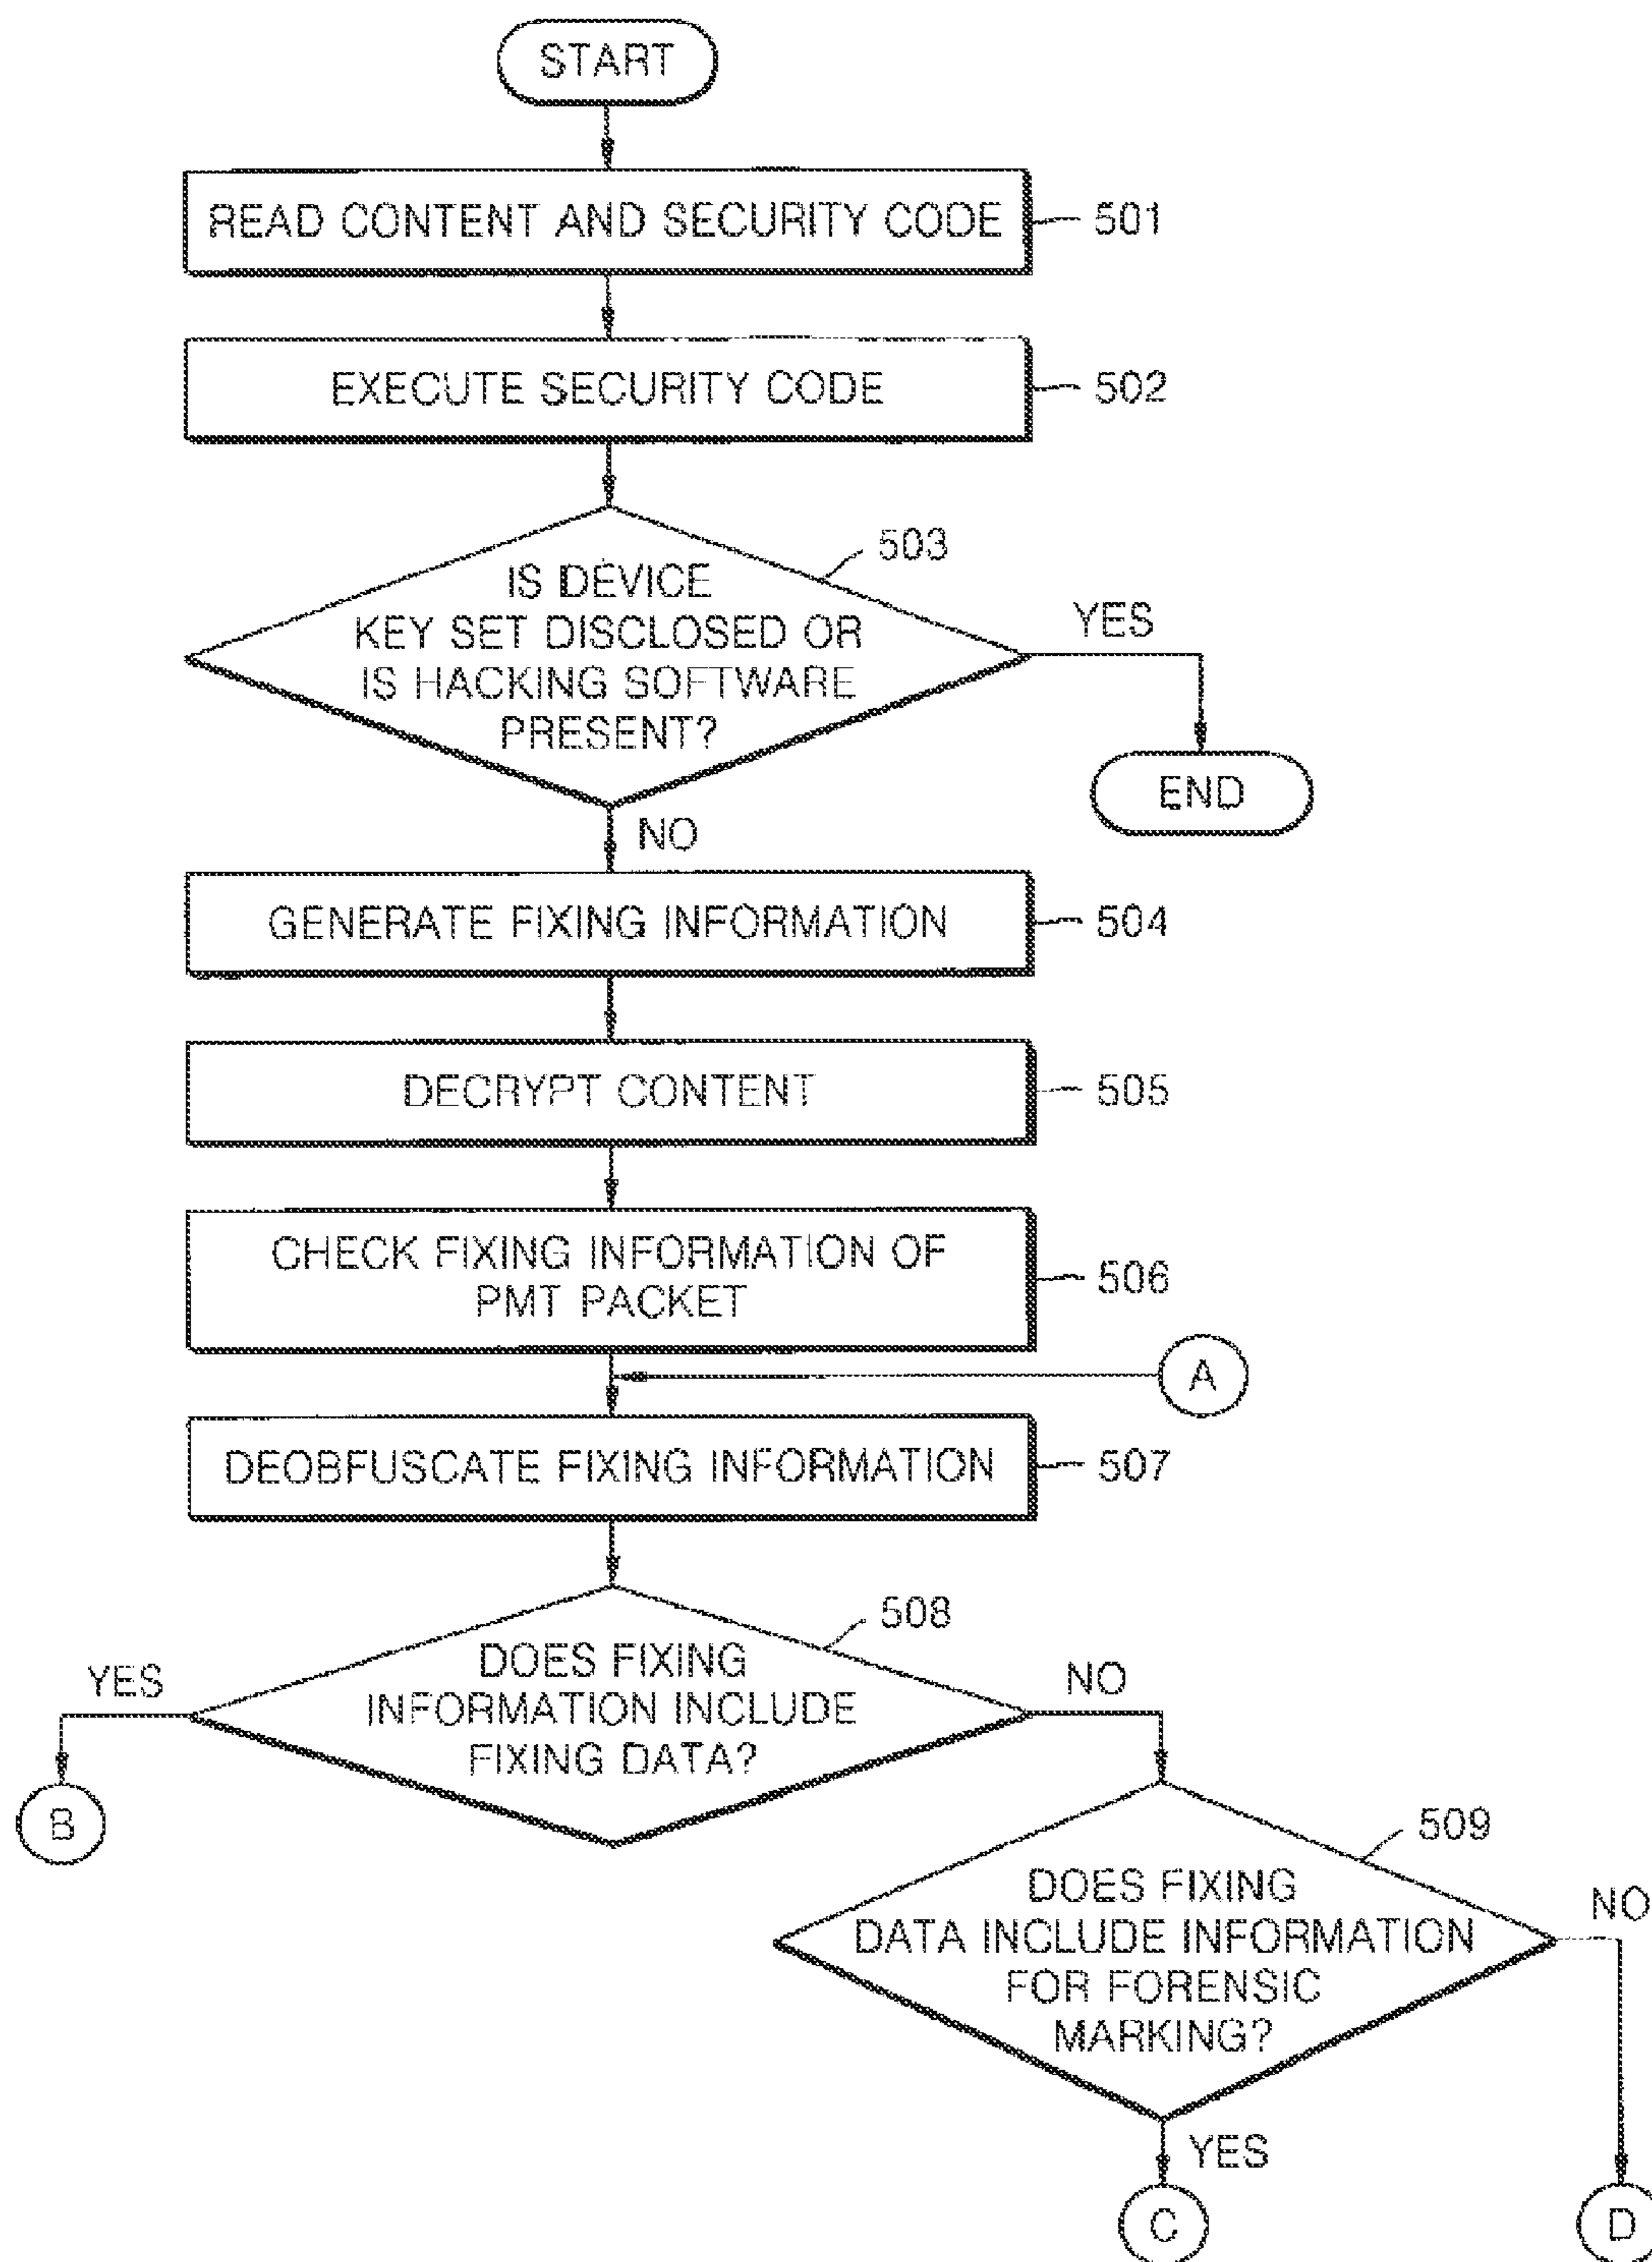 START
READ CONTENT AND SECURITY CODE
501
EXECUTE SECURITY CODE
502
503
IS DEVICE
KEY SET DISCLOSED OR
IS HACKING SOFTWARE
PRESENT?
YES
END
NO
GENERATE FIXING INFORMATION
504
DECRYPT CONTENT
505
CHECK FIXING INFORMATION OF
PMT PACKET
506
A
DEOBFUSCATE FIXING INFORMATION
507
508
DOES FIXING
INFORMATION INCLUDE
FIXING DATA?
YES
NO
B
509
DOES FIXING
DATA INCLUDE INFORMATION
FOR FORENSIC
MARKING?
NO
YES
C
D